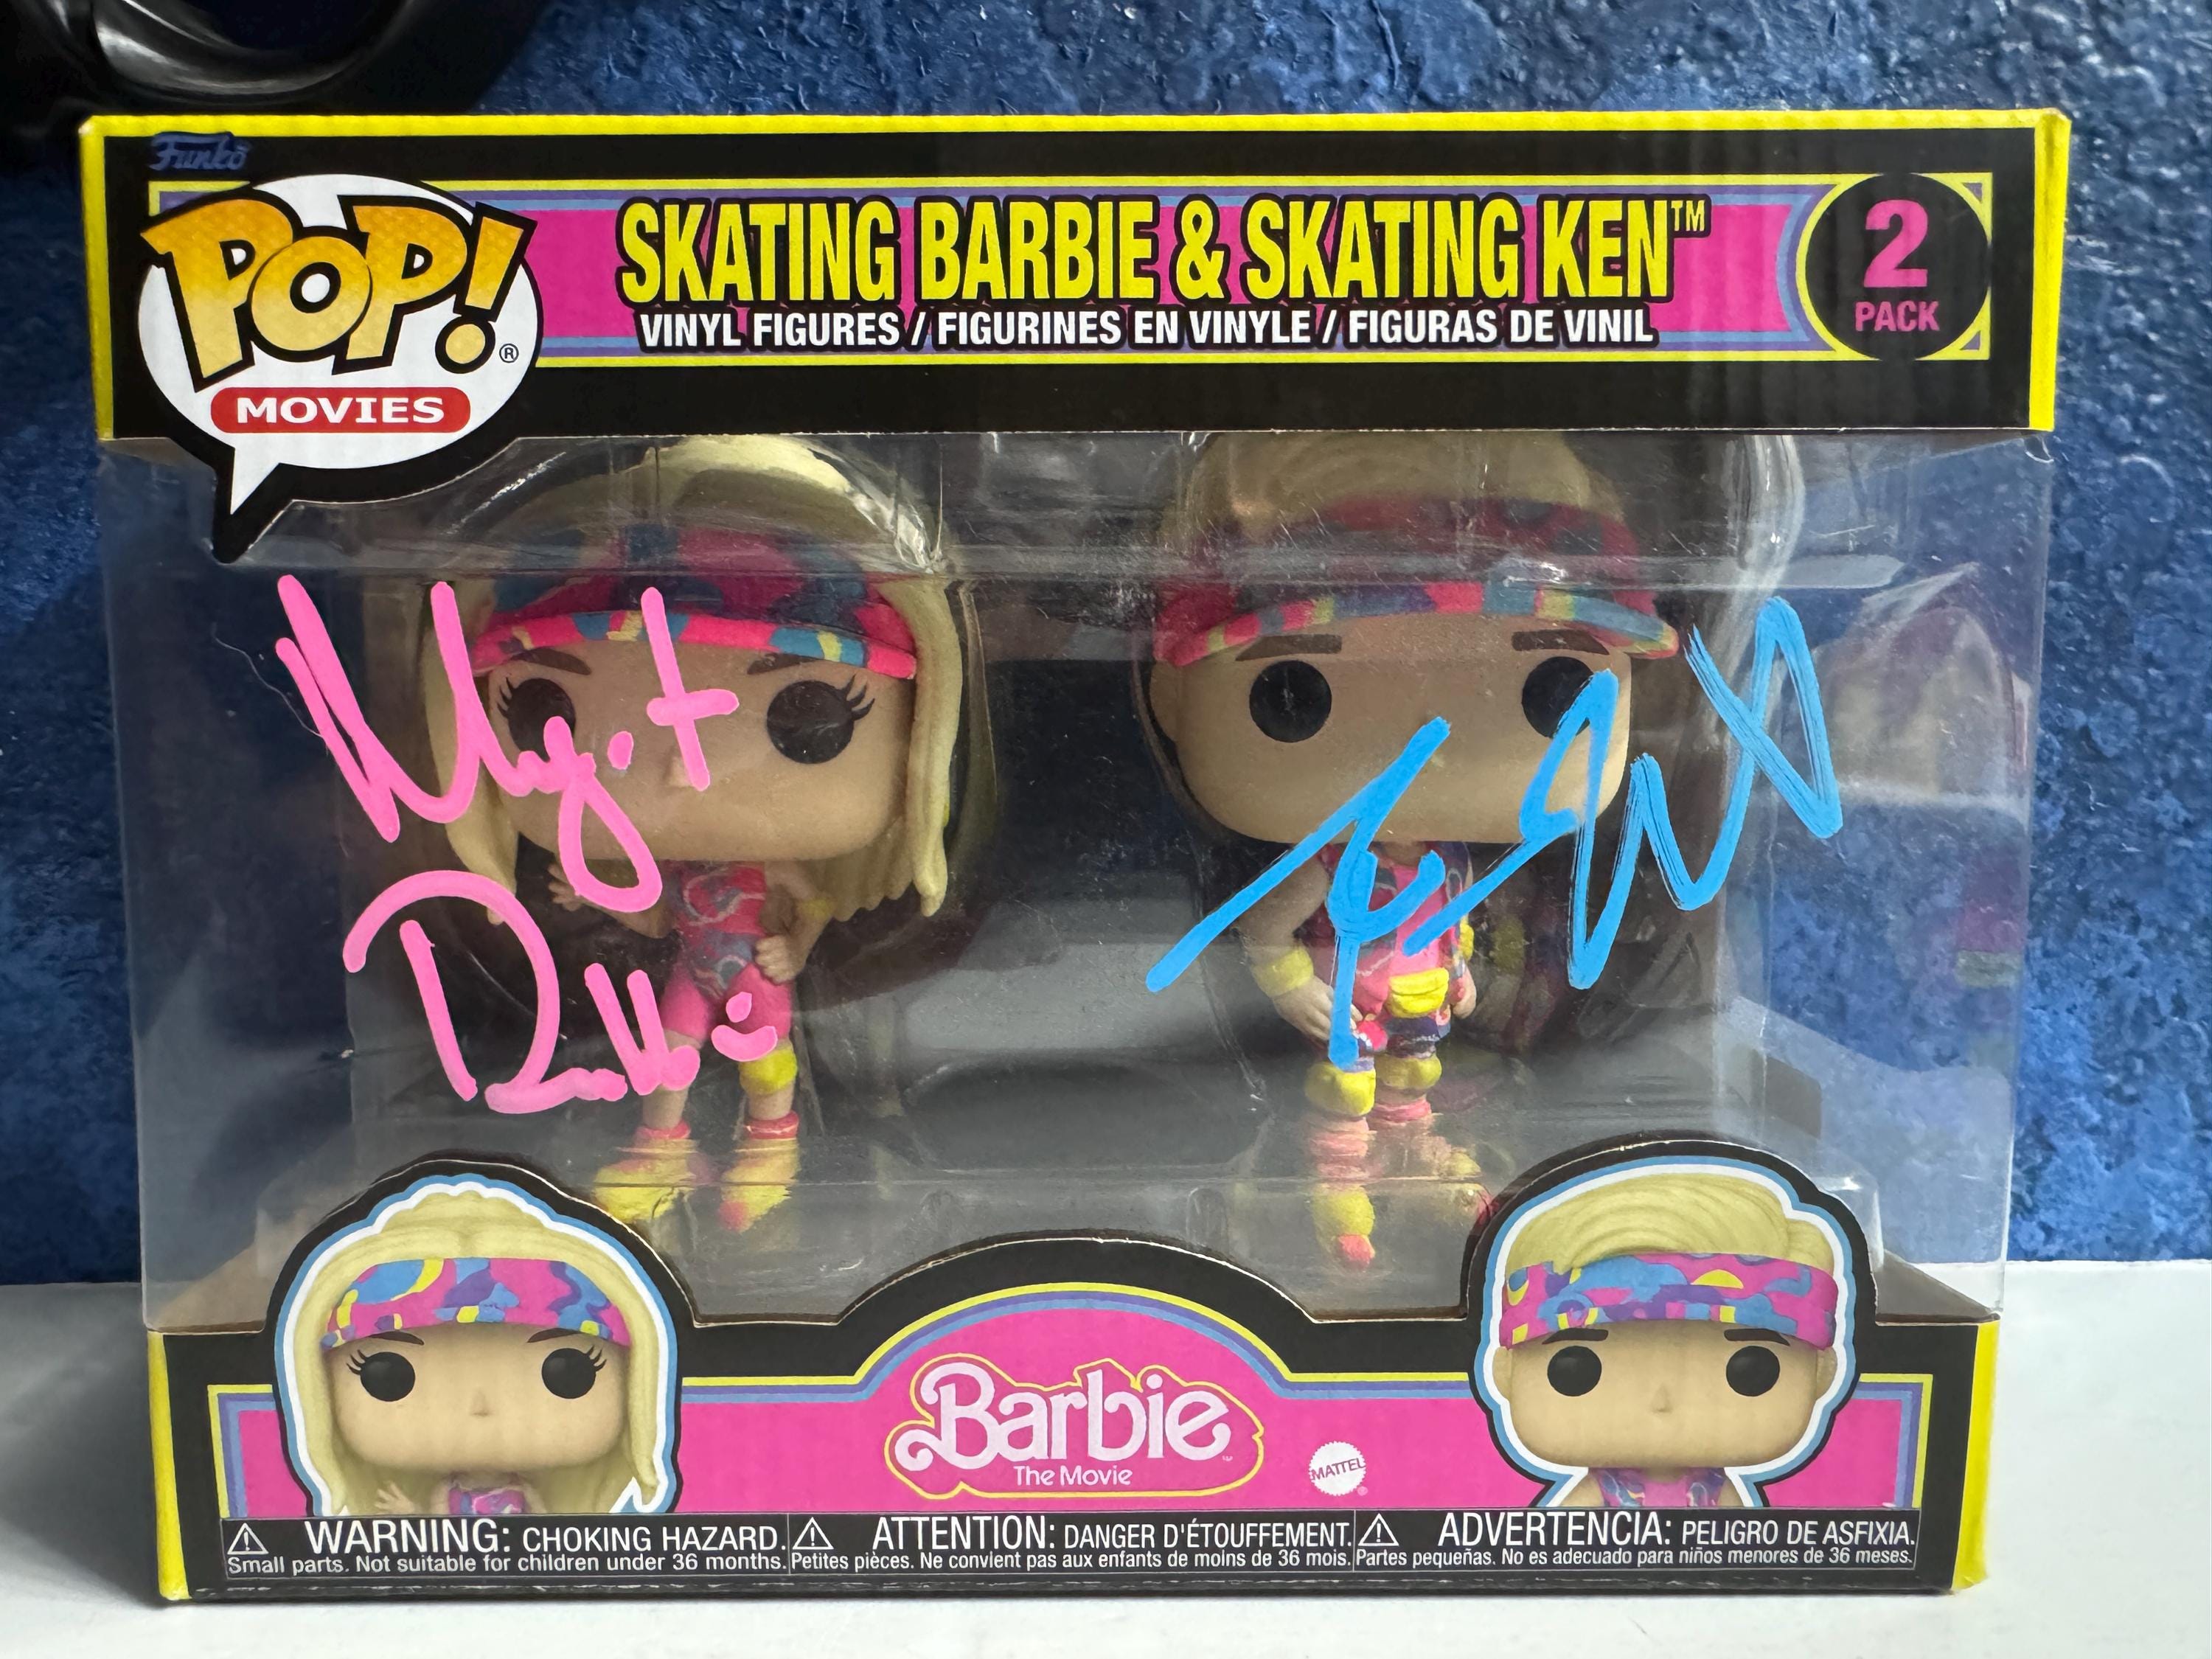 Funko
POP!®
MOVIES
SKATING BARBIE & SKATING KEN™
VINYL FIGURES / FIGURINES EN VINYLE / FIGURAS DE VINIL
2
PACK
Barbie™
The Movie
MATTEL®
⚠ WARNING: CHOKING HAZARD.
Small parts. Not suitable for children under 36 months.
⚠ ATTENTION: DANGER D'ÉTOUFFEMENT.
Petites pièces. Ne convient pas aux enfants de moins de 36 mois.
⚠ ADVERTENCIA: PELIGRO DE ASFIXIA.
Partes pequeñas. No es adecuado para niños menores de 36 meses.